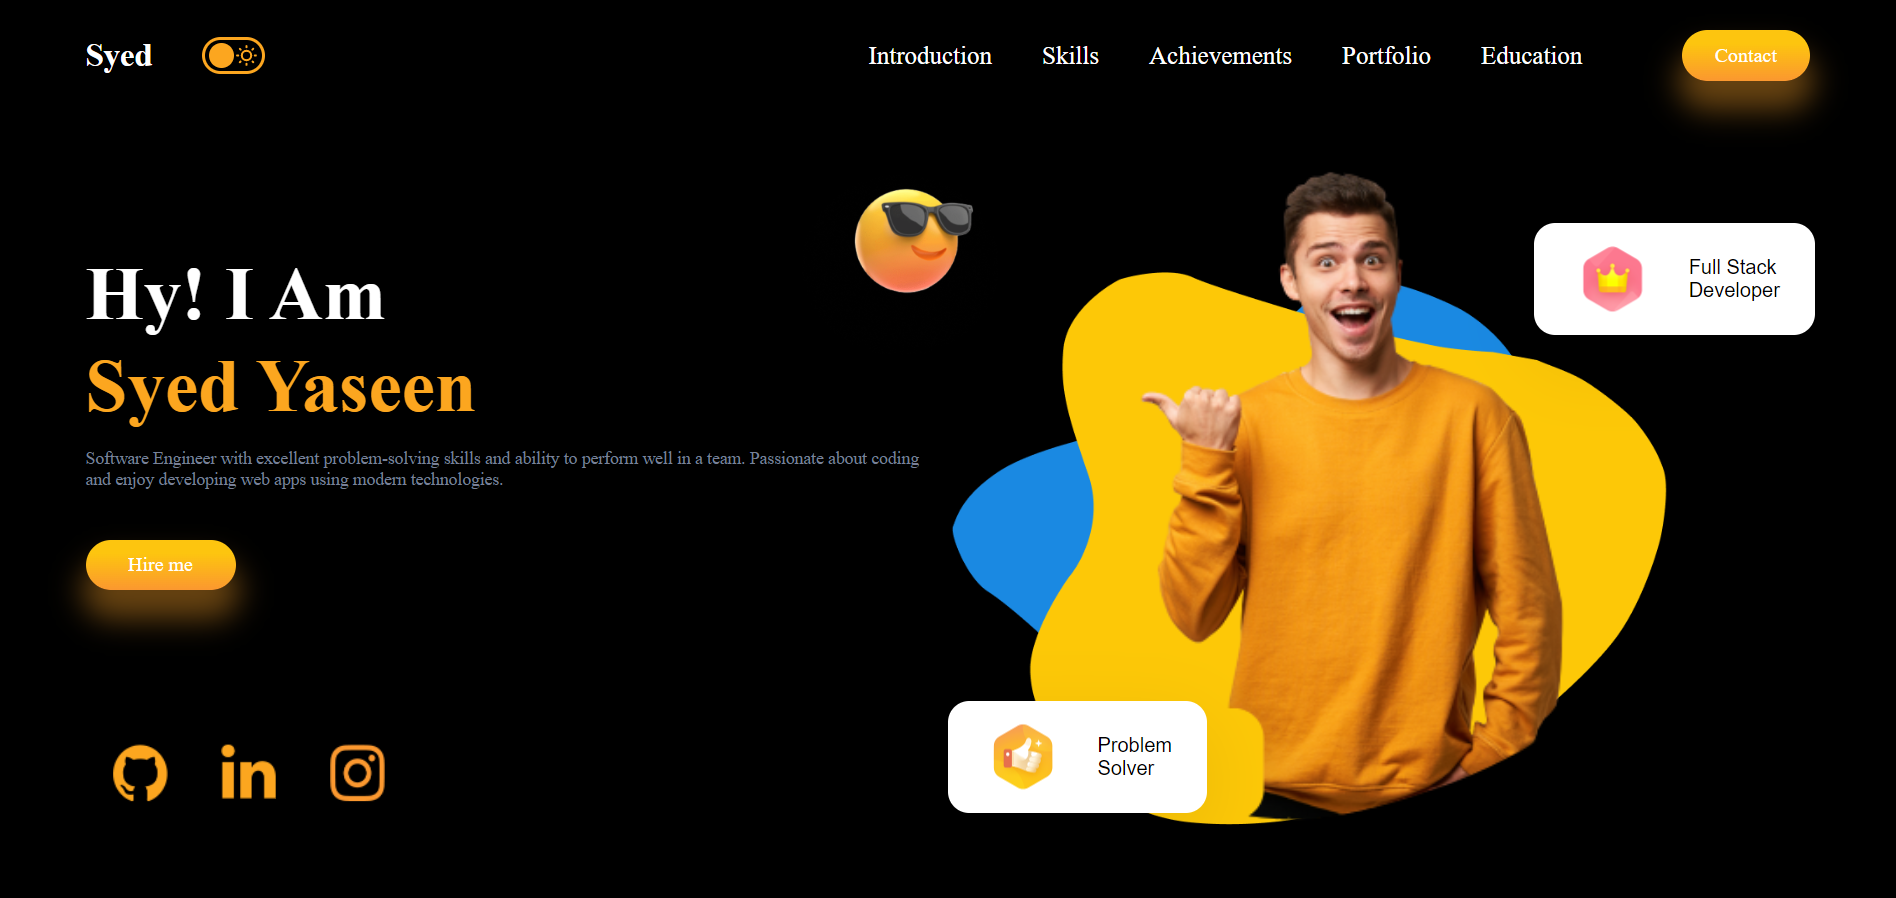 Syed
Introduction
Skills
Achievements
Portfolio
Education
Contact
Hy! I Am
Syed Yaseen
Software Engineer with excellent problem-solving skills and ability to perform well in a team. Passionate about coding
and enjoy developing web apps using modern technologies.
Hire me
Full Stack
Developer
Problem
Solver
in